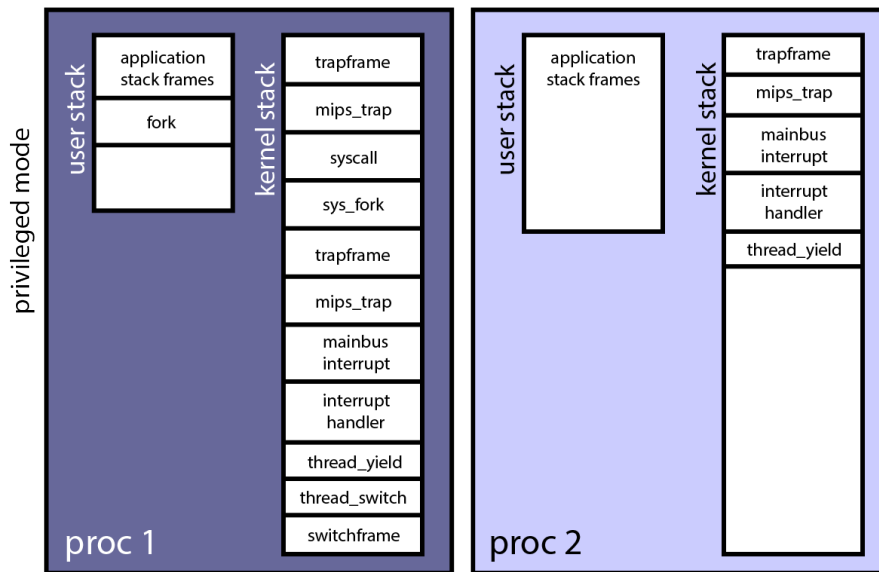 privileged mode
user stack
application
stack frames
fork
kernel stack
trapframe
mips_trap
syscall
sys_fork
trapframe
mips_trap
mainbus
interrupt
interrupt
handler
thread_yield
thread_switch
switchframe
proc 1
user stack
application
stack frames
kernel stack
trapframe
mips_trap
mainbus
interrupt
interrupt
handler
thread_yield
proc 2